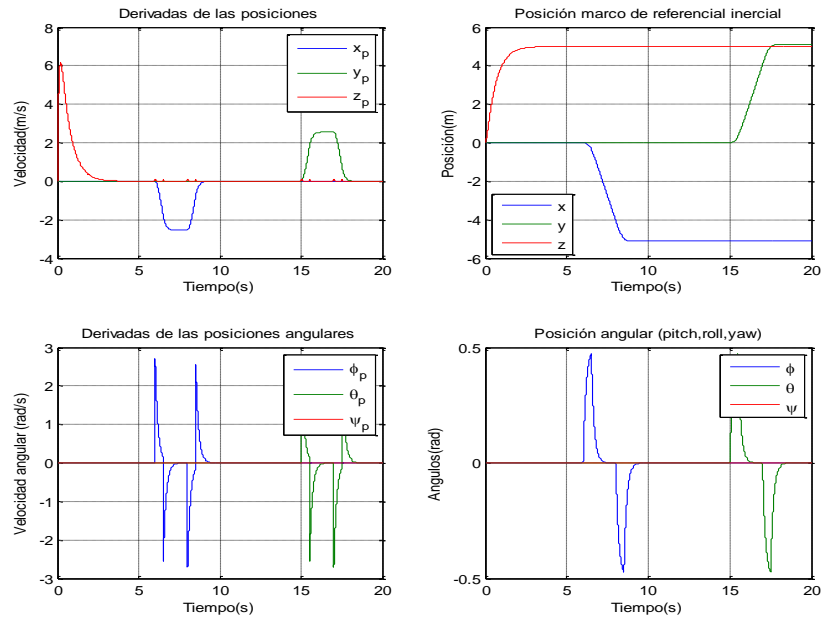 Derivadas de las posiciones
Velocidad(m/s)
8
6
4
2
0
-2
-4
0 5 10 15 20
Tiempo(s)
x_p
y_p
z_p
Posición marco de referencial inercial
Posición(m)
6
4
2
0
-2
-4
-6
0 5 10 15 20
Tiempo(s)
x
y
z
Derivadas de las posiciones angulares
Velocidad angular (rad/s)
3
2
1
0
-1
-2
-3
0 5 10 15 20
Tiempo(s)
ϕ_p
θ_p
ψ_p
Posición angular (pitch,roll,yaw)
Angulos(rad)
0.5
0
-0.5
0 5 10 15 20
Tiempo(s)
ϕ
θ
ψ